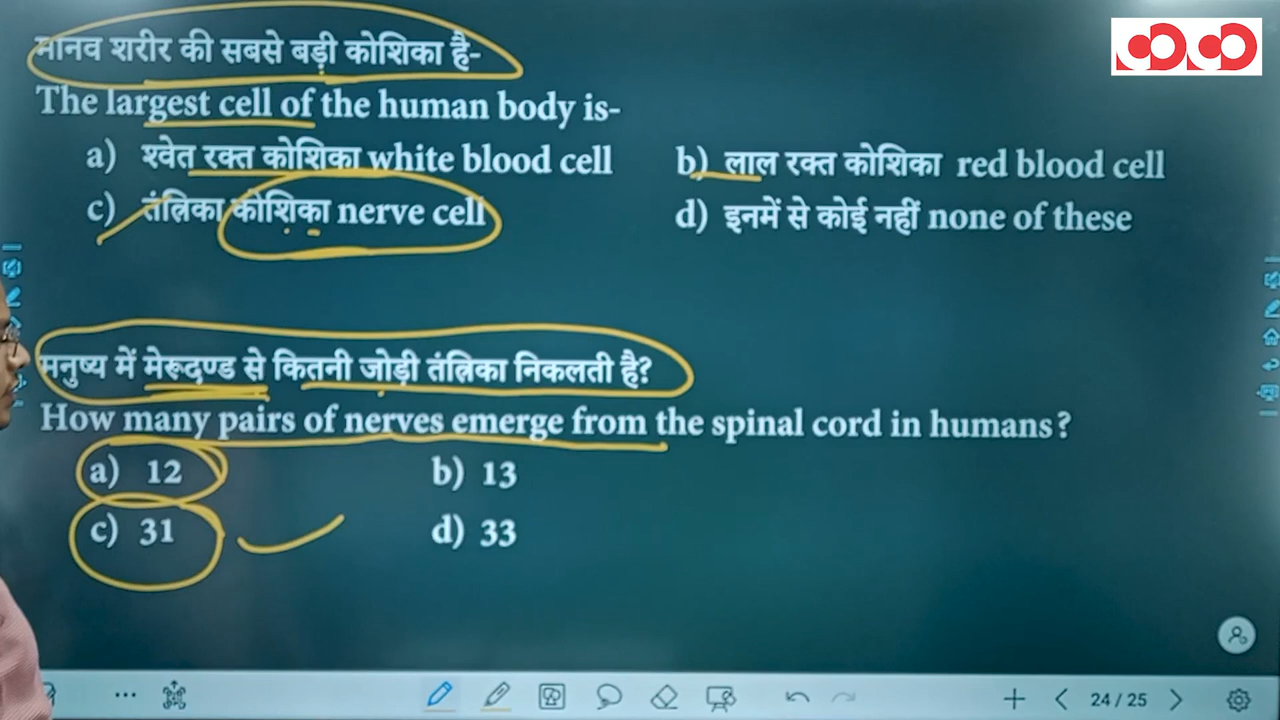 मानव शरीर की सबसे बड़ी कोशिका है-
The largest cell of the human body is-
a) श्वेत रक्त कोशिका white blood cell b) लाल रक्त कोशिका red blood cell
c) तंत्रिका कोशिका nerve cell d) इनमें से कोई नहीं none of these
मनुष्य में मेरूदण्ड से कितनी जोड़ी तंत्रिका निकलती है?
How many pairs of nerves emerge from the spinal cord in humans?
a) 12 b) 13
c) 31 d) 33
24 / 25